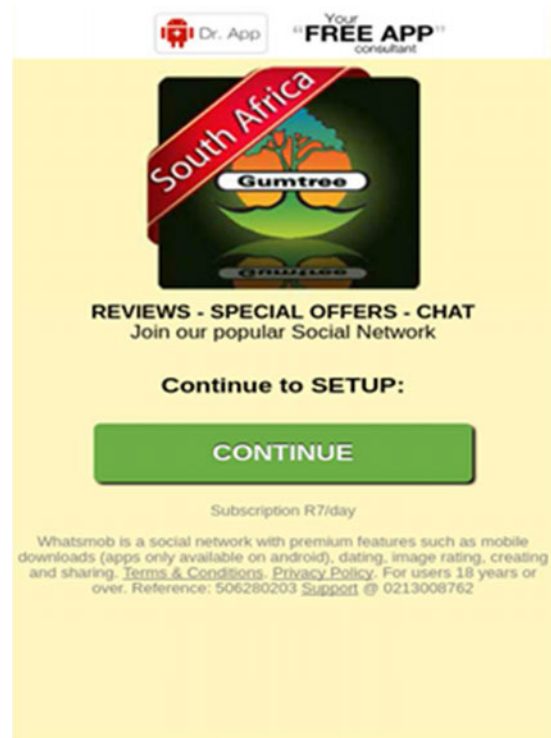 Dr. App
Your
"FREE APP"
consultant
South Africa
Gumtree
Gumtree
REVIEWS - SPECIAL OFFERS - CHAT
Join our popular Social Network
Continue to SETUP:
CONTINUE
Subscription R7/day
Whatsmob is a social network with premium features such as mobile
downloads (apps only available on android), dating, image rating, creating
and sharing. Terms & Conditions. Privacy Policy. For users 18 years or
over. Reference: 506280203 Support @ 0213008762